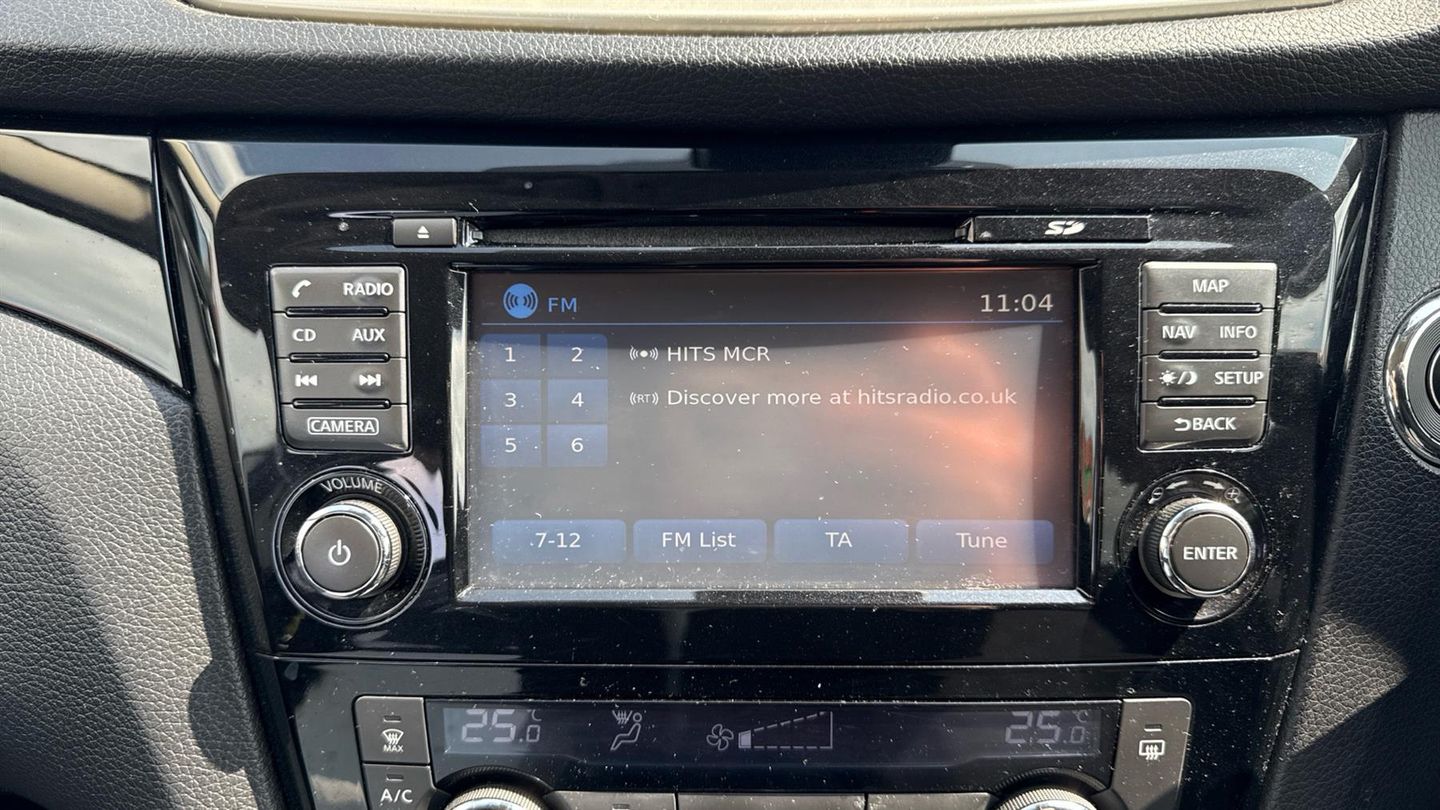 SD
RADIO
CD AUX
CAMERA
VOLUME
FM 11:04
1 2 HITS MCR
3 4 (RT) Discover more at hitsradio.co.uk
5 6
7-12 FM List TA Tune
MAP
NAV INFO
SETUP
BACK
ENTER
25.0 °C 25.0 °C
MAX
A/C